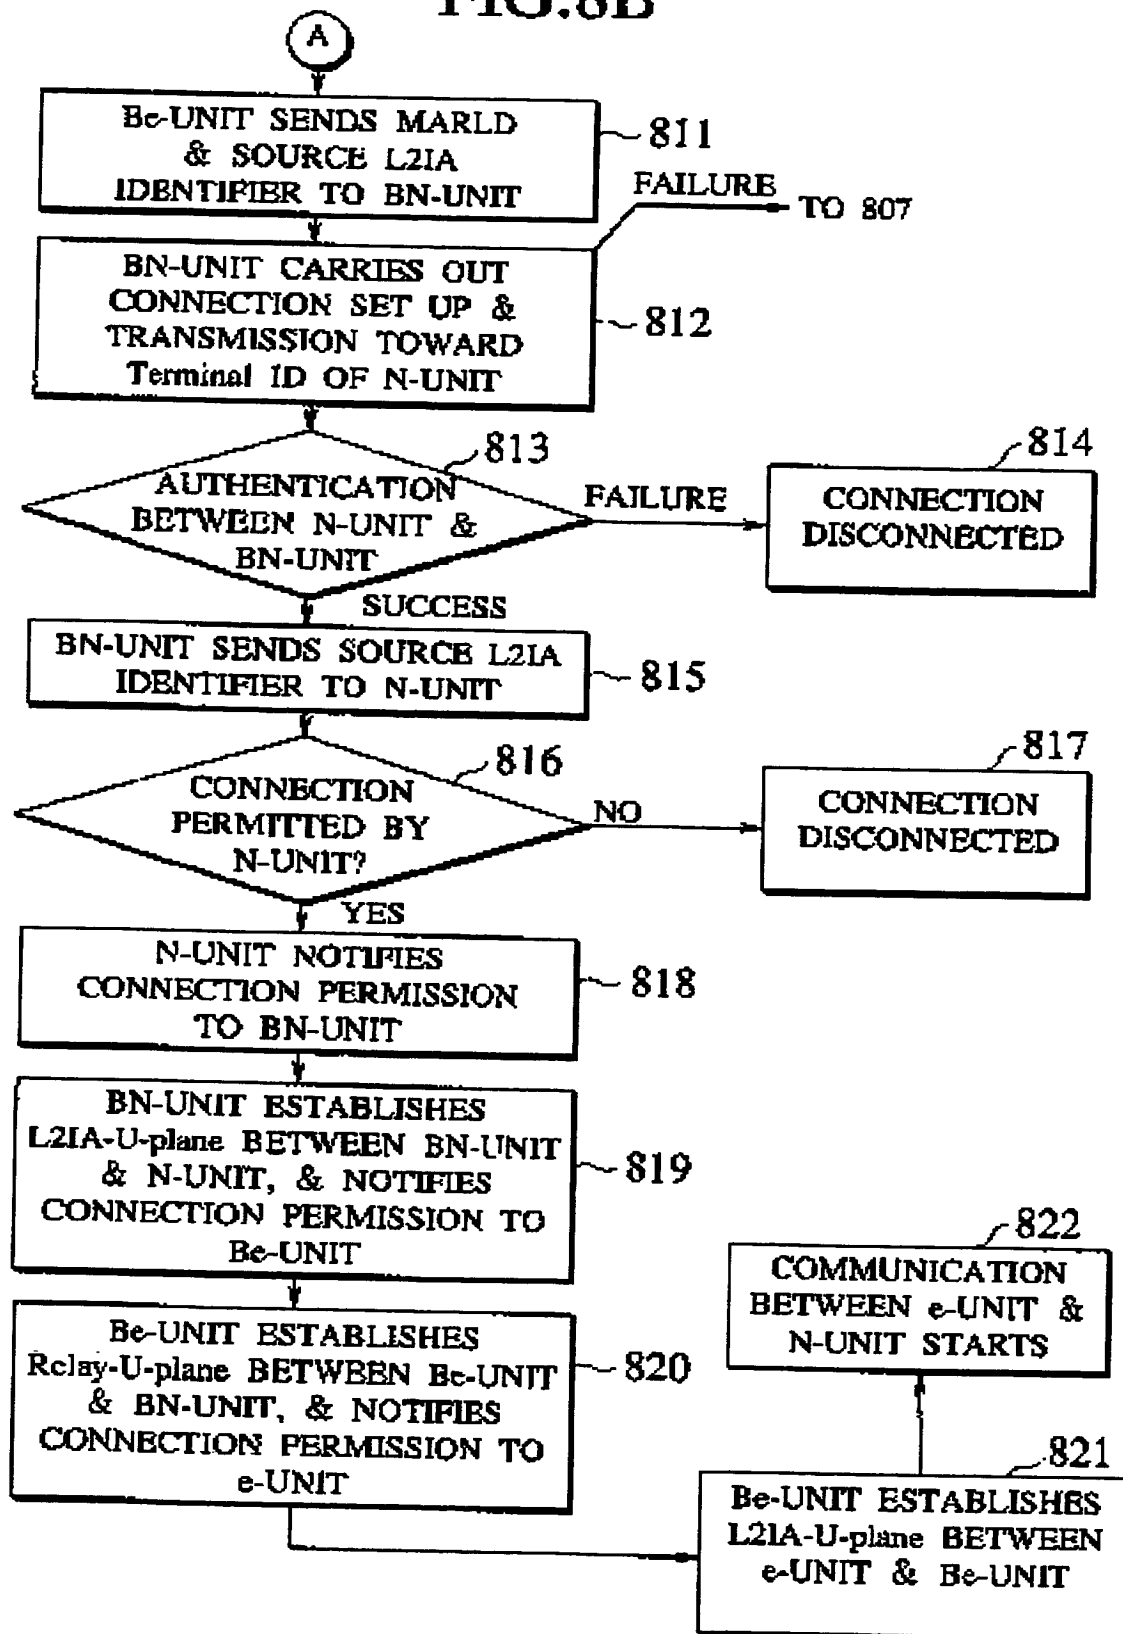 FIG.8B
A
Be-UNIT SENDS MARLD
& SOURCE L2IA
IDENTIFIER TO BN-UNIT
811
FAILURE
TO 807
BN-UNIT CARRIES OUT
CONNECTION SET UP &
TRANSMISSION TOWARD
Terminal ID OF N-UNIT
812
813
AUTHENTICATION
BETWEEN N-UNIT &
BN-UNIT
FAILURE
814
CONNECTION
DISCONNECTED
SUCCESS
BN-UNIT SENDS SOURCE L2IA
IDENTIFIER TO N-UNIT
815
816
CONNECTION
PERMITTED BY
N-UNIT?
NO
817
CONNECTION
DISCONNECTED
YES
N-UNIT NOTIFIES
CONNECTION PERMISSION
TO BN-UNIT
818
BN-UNIT ESTABLISHES
L2IA-U-plane BETWEEN BN-UNIT
& N-UNIT, & NOTIFIES
CONNECTION PERMISSION TO
Be-UNIT
819
Be-UNIT ESTABLISHES
Relay-U-plane BETWEEN Be-UNIT
& BN-UNIT, & NOTIFIES
CONNECTION PERMISSION TO
e-UNIT
820
821
Be-UNIT ESTABLISHES
L2IA-U-plane BETWEEN
e-UNIT & Be-UNIT
822
COMMUNICATION
BETWEEN e-UNIT &
N-UNIT STARTS